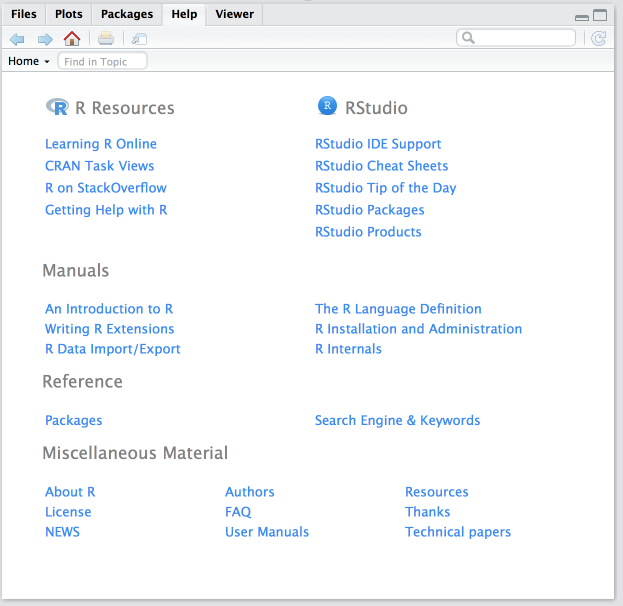 Files Plots Packages Help Viewer
Home Find in Topic
R R Resources R RStudio
Learning R Online RStudio IDE Support
CRAN Task Views RStudio Cheat Sheets
R on StackOverflow RStudio Tip of the Day
Getting Help with R RStudio Packages
RStudio Products
Manuals
An Introduction to R The R Language Definition
Writing R Extensions R Installation and Administration
R Data Import/Export R Internals
Reference
Packages Search Engine & Keywords
Miscellaneous Material
About R Authors Resources
License FAQ Thanks
NEWS User Manuals Technical papers